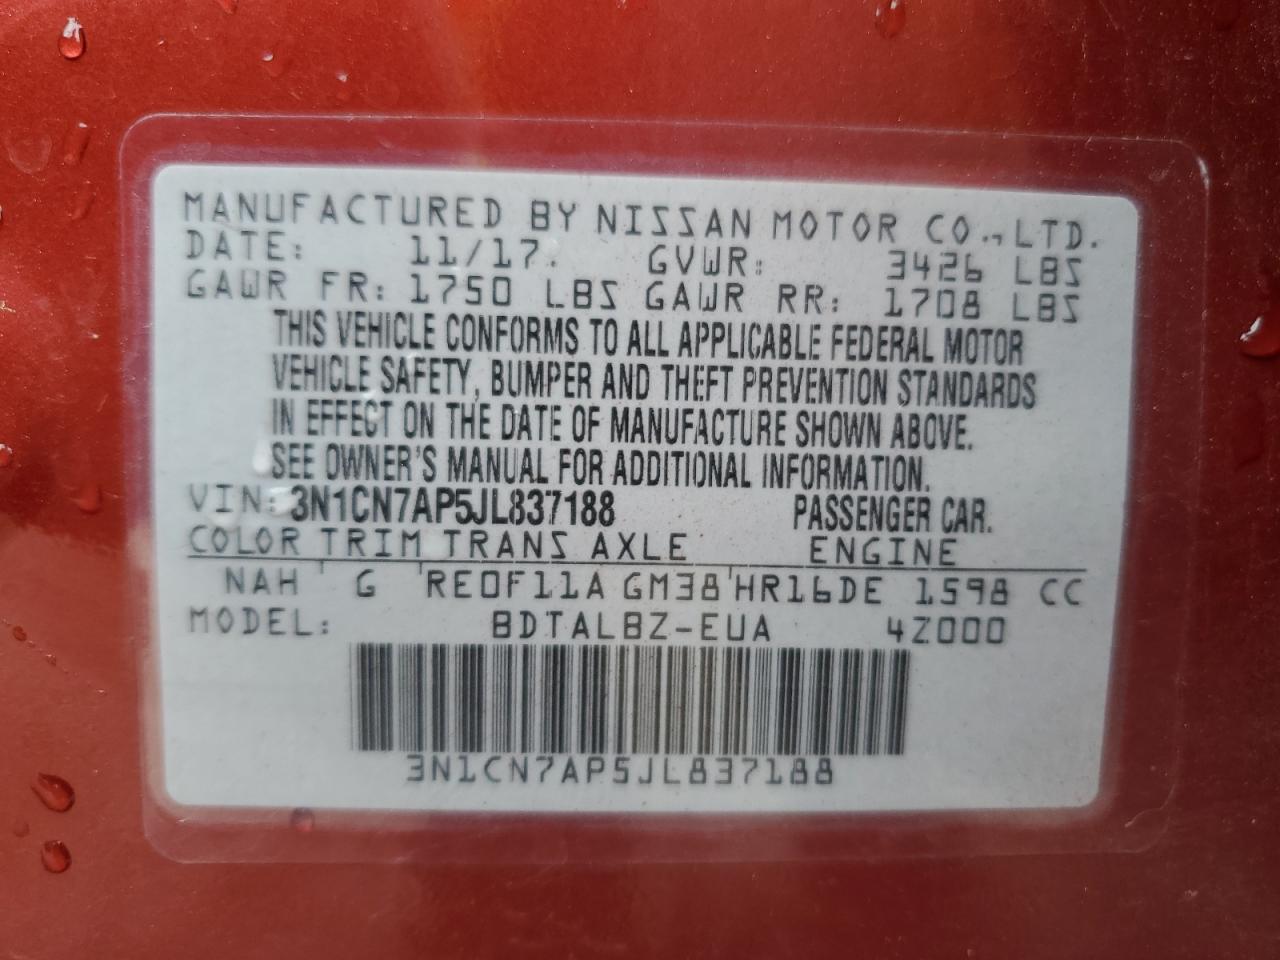 MANUFACTURED BY NISSAN MOTOR CO., LTD.
DATE: 11/17. GVWR: 3426 LBS
GAWR FR: 1750 LBS GAWR RR: 1708 LBS
THIS VEHICLE CONFORMS TO ALL APPLICABLE FEDERAL MOTOR
VEHICLE SAFETY, BUMPER AND THEFT PREVENTION STANDARDS
IN EFFECT ON THE DATE OF MANUFACTURE SHOWN ABOVE.
SEE OWNER'S MANUAL FOR ADDITIONAL INFORMATION.
VIN: 3N1CN7AP5JL837188 PASSENGER CAR.
COLOR TRIM TRANS AXLE ENGINE
NAH ' G ' RE0F11A GM38 ' HR16DE 1598 CC
MODEL: BDTALBZ-EUA 4Z000
3N1CN7AP5JL837188